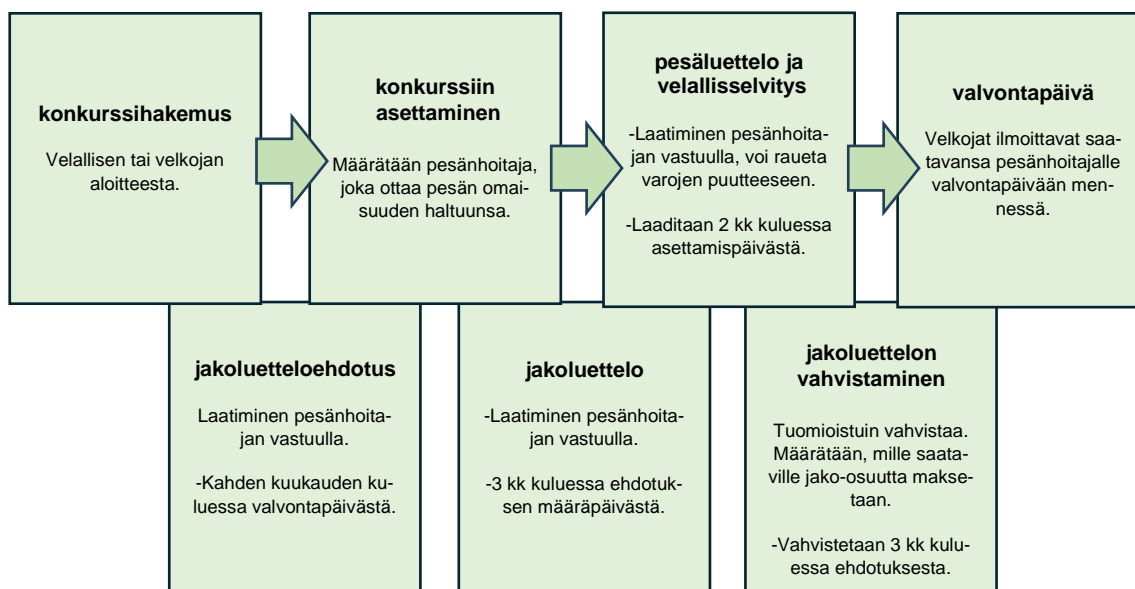 konkurssihakemus
Velallisen tai velkojan
aloitteesta.
konkurssiin
asettaminen
Määrätään pesänhoitaja,
joka ottaa pesän omai-
suuden haltuunsa.
pesäluettelo ja
velallisselvitys
-Laatiminen pesänhoita-
jan vastuulla, voi raueta
varojen puutteeseen.
-Laaditaan 2 kk kuluessa
asettamispäivästä.
valvontapäivä
Velkojat ilmoittavat saa-
tavansa pesänhoitajalle
valvontapäivään men-
nessä.
jakoluetteloehdotus
Laatiminen pesänhoita-
jan vastuulla.
-Kahden kuukauden ku-
luessa valvontapäivästä.
jakoluettelo
-Laatiminen pesänhoita-
jan vastuulla.
-3 kk kuluessa ehdotuk-
sen määräpäivästä.
jakoluettelon
vahvistaminen
Tuomioistuin vahvistaa.
Määrätään, mille saata-
ville jako-osuutta makse-
taan.
-Vahvistetaan 3 kk kulu-
essa ehdotuksesta.